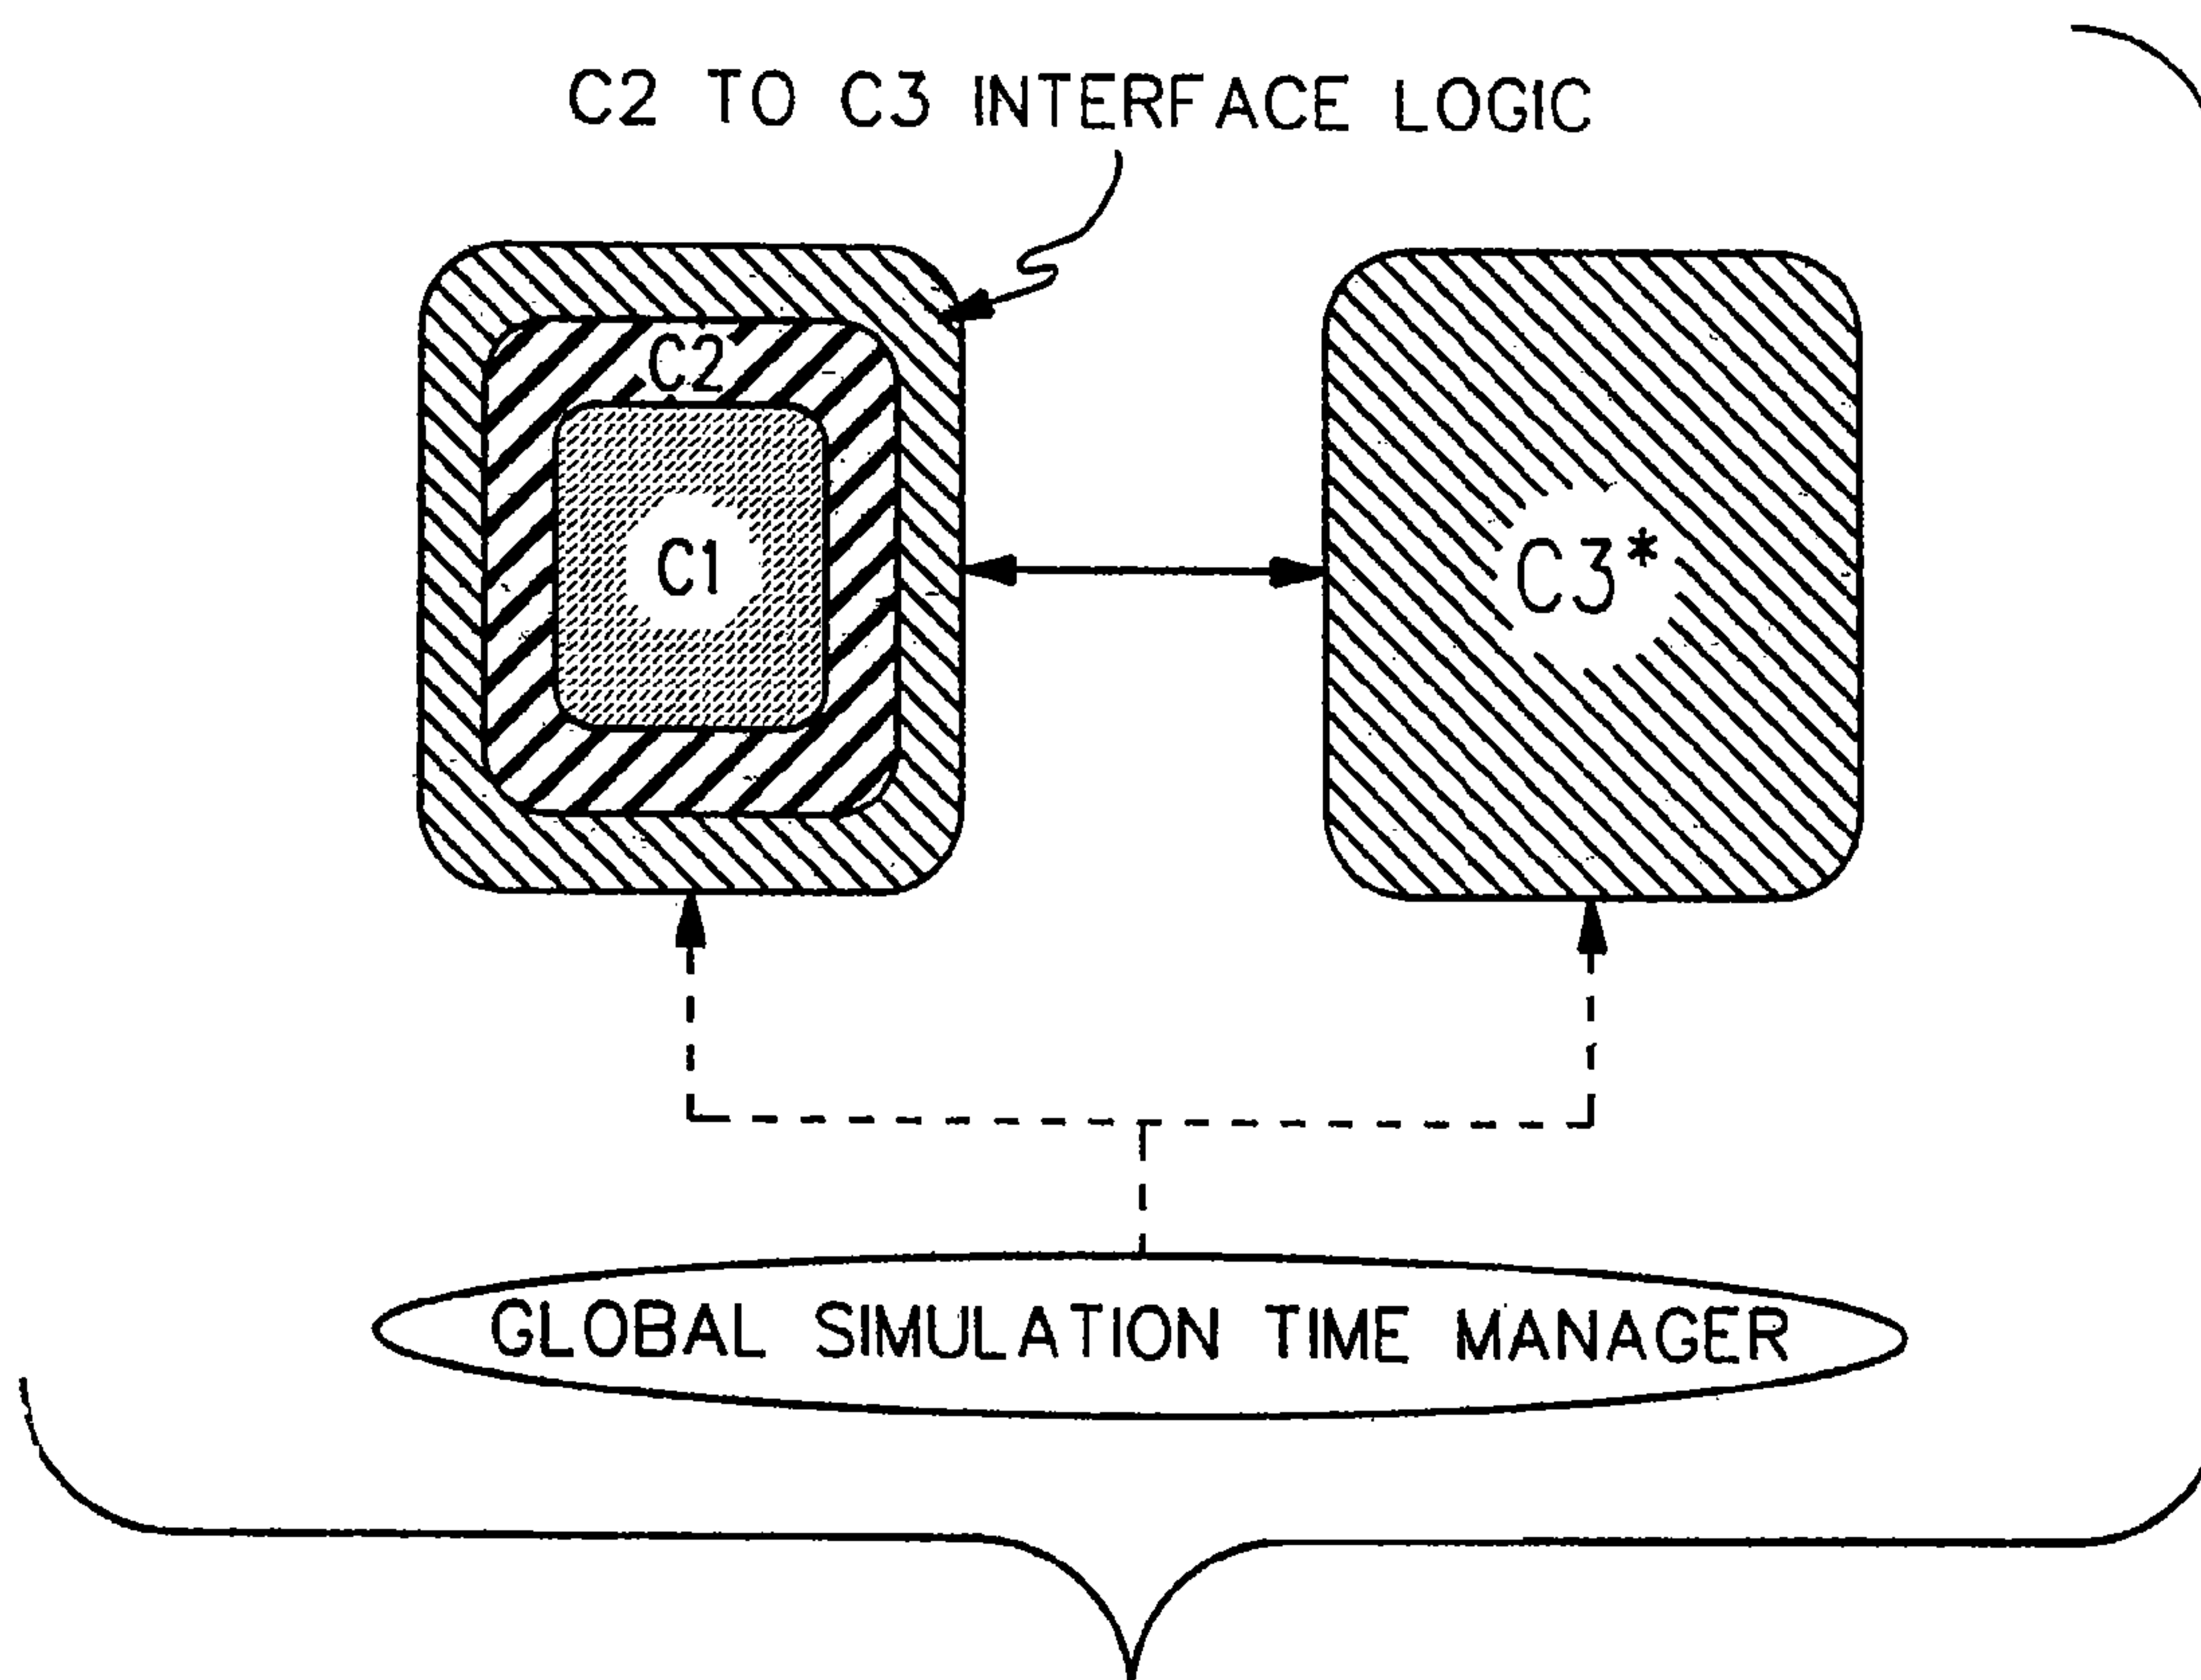 C2 TO C3 INTERFACE LOGIC
C2
C1
C3*
GLOBAL SIMULATION TIME MANAGER